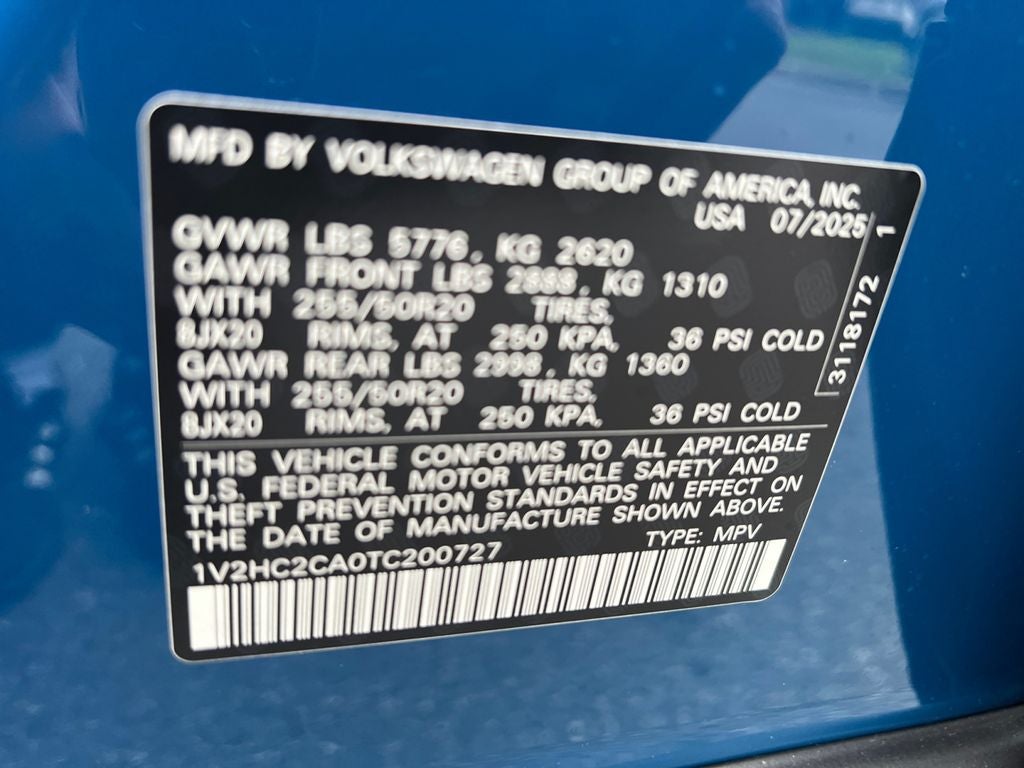 MFD BY VOLKSWAGEN GROUP OF AMERICA, INC.
USA 07/2025
GVWR LBS 5776, KG 2620
GAWR FRONT LBS 2888, KG 1310
WITH 255/50R20 TIRES,
8JX20 RIMS, AT 250 KPA, 36 PSI COLD
GAWR REAR LBS 2998, KG 1360
WITH 255/50R20 TIRES,
8JX20 RIMS, AT 250 KPA, 36 PSI COLD
3118172 1
THIS VEHICLE CONFORMS TO ALL APPLICABLE
U.S. FEDERAL MOTOR VEHICLE SAFETY AND
THEFT PREVENTION STANDARDS IN EFFECT ON
THE DATE OF MANUFACTURE SHOWN ABOVE.
TYPE: MPV
1V2HC2CA0TC200727